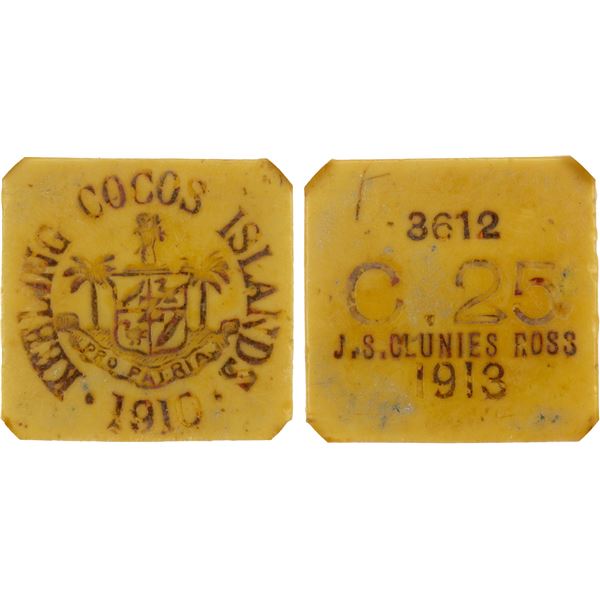 KEELING COCOS ISLANDS
PRO PATRIA
· 1910 ·
3612
C. 25
J.S. CLUNIES ROSS
1913